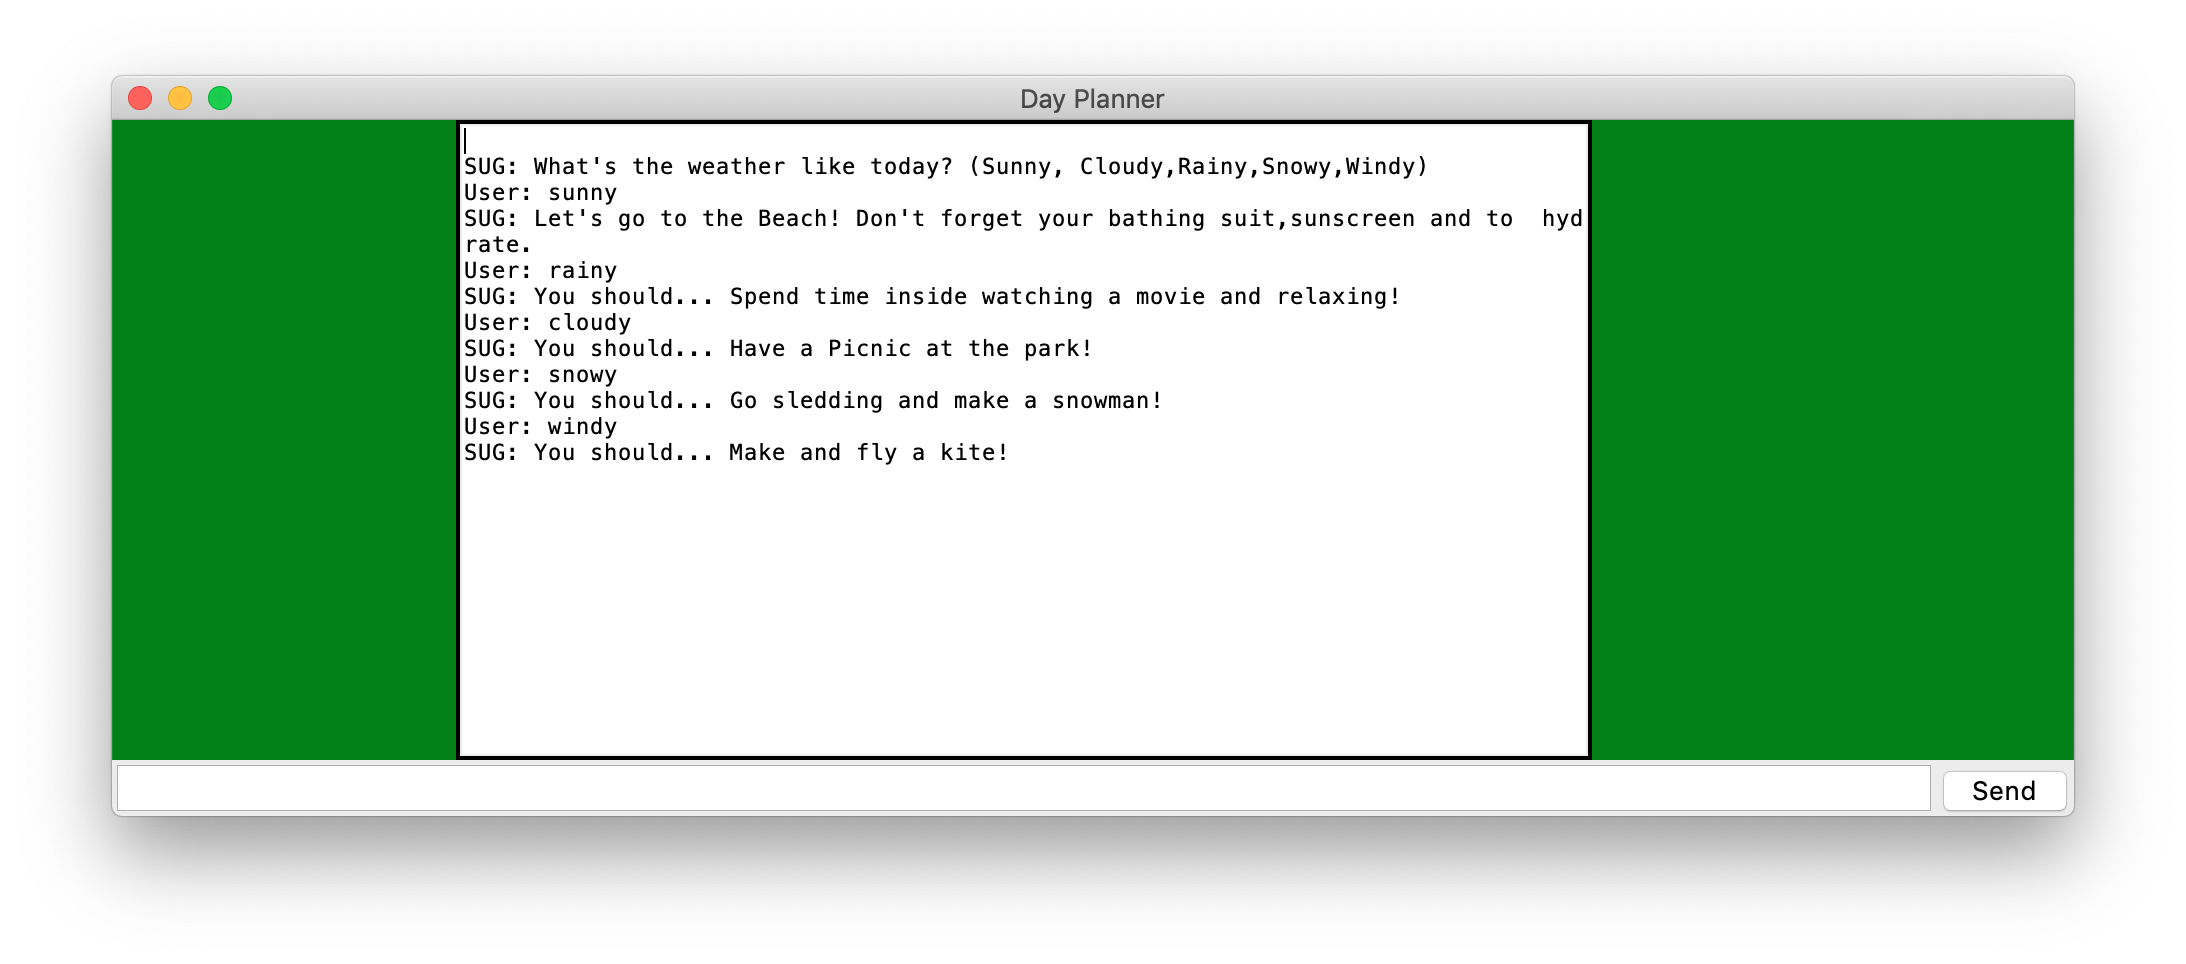 Day Planner
SUG: What's the weather like today? (Sunny, Cloudy,Rainy,Snowy,Windy)
User: sunny
SUG: Let's go to the Beach! Don't forget your bathing suit,sunscreen and to  hyd
rate.
User: rainy
SUG: You should... Spend time inside watching a movie and relaxing!
User: cloudy
SUG: You should... Have a Picnic at the park!
User: snowy
SUG: You should... Go sledding and make a snowman!
User: windy
SUG: You should... Make and fly a kite!
Send